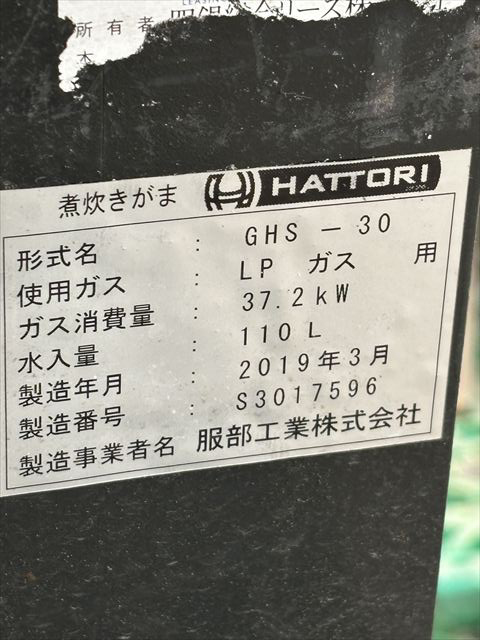 所有者
煮炊きがま HATTORI
形式名 : GHS-30
使用ガス : LP ガス 用
ガス消費量 : 37.2kW
水入量 : 110L
製造年月 : 2019年3月
製造番号 : S3017596
製造事業者名 服部工業株式会社